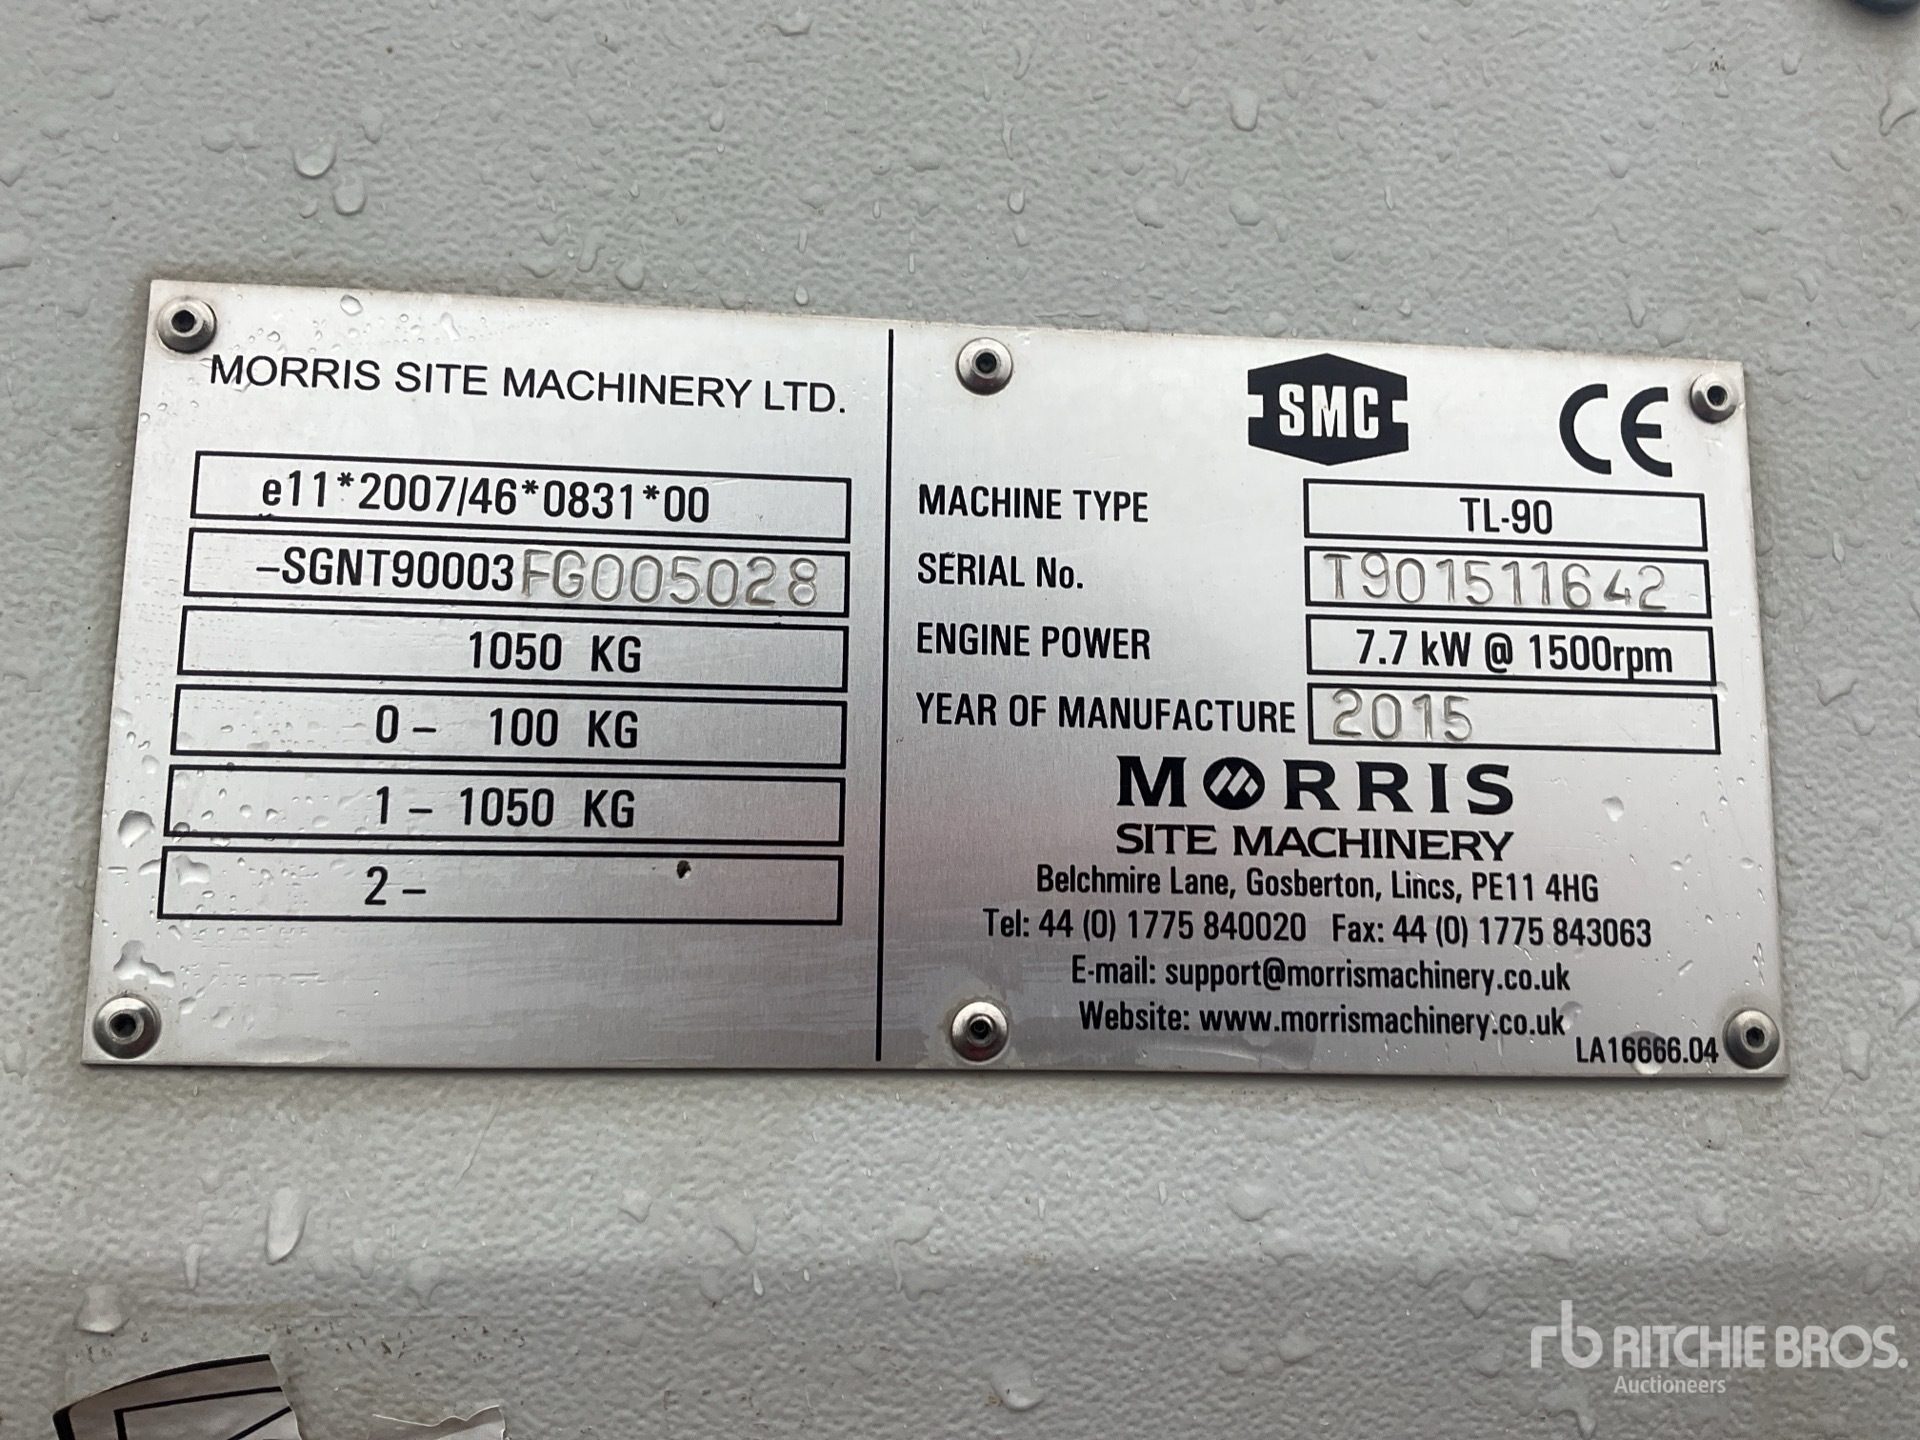 MORRIS SITE MACHINERY LTD.
e11*2007/46*0831*00
-SGNT90003FG005028
1050 KG
0 - 100 KG
1 - 1050 KG
2 -
SMC CE
MACHINE TYPE TL-90
SERIAL No. T901511642
ENGINE POWER 7.7 kW @ 1500rpm
YEAR OF MANUFACTURE 2015
MORRIS
SITE MACHINERY
Belchmire Lane, Gosberton, Lincs, PE11 4HG
Tel: 44 (0) 1775 840020 Fax: 44 (0) 1775 843063
E-mail: support@morrismachinery.co.uk
Website: www.morrismachinery.co.uk
LA16666.04
rb RITCHIE BROS.
Auctioneers